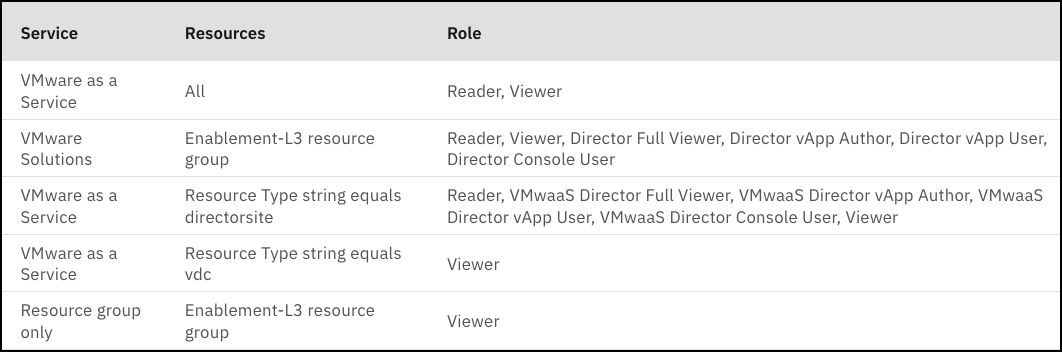 Service Resources Role
VMware as a
Service
All
Reader, Viewer
VMware
Solutions
Enablement-L3 resource
group
Reader, Viewer, Director Full Viewer, Director vApp Author, Director vApp User,
Director Console User
VMware as a
Service
Resource Type string equals
directorsite
Reader, VMwaaS Director Full Viewer, VMwaaS Director vApp Author, VMwaaS
Director vApp User, VMwaaS Director Console User, Viewer
VMware as a
Service
Resource Type string equals
vdc
Viewer
Resource group
only
Enablement-L3 resource
group
Viewer